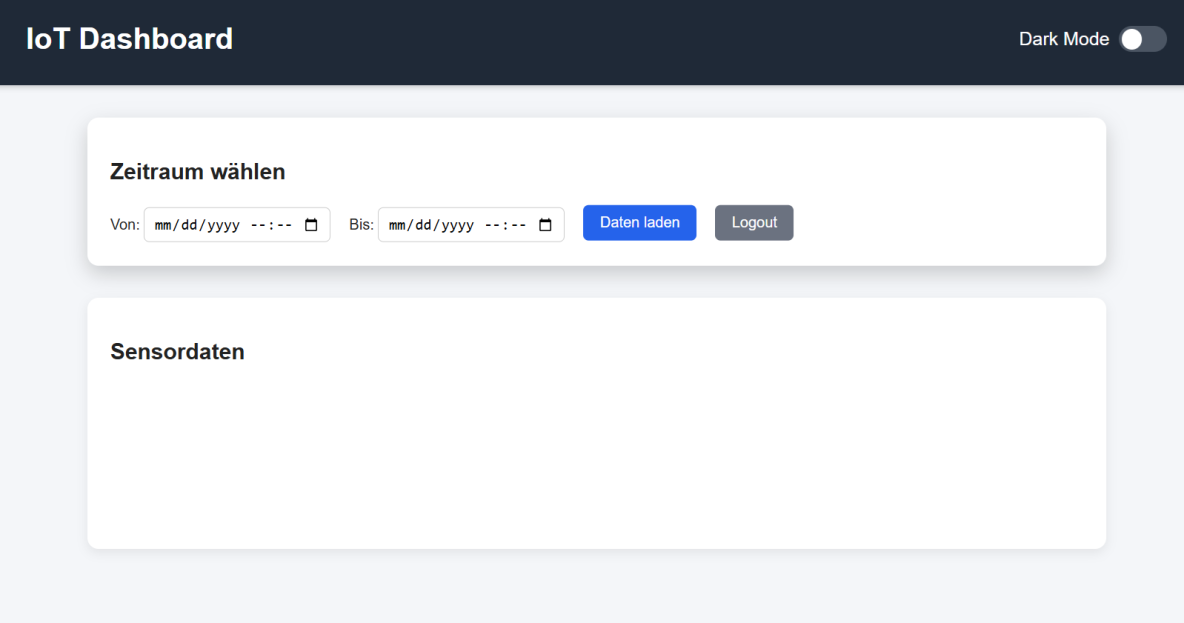 IoT Dashboard
Dark Mode
Zeitraum wählen
Von: mm/dd/yyyy --:-- Bis: mm/dd/yyyy --:-- Daten laden Logout
Sensordaten